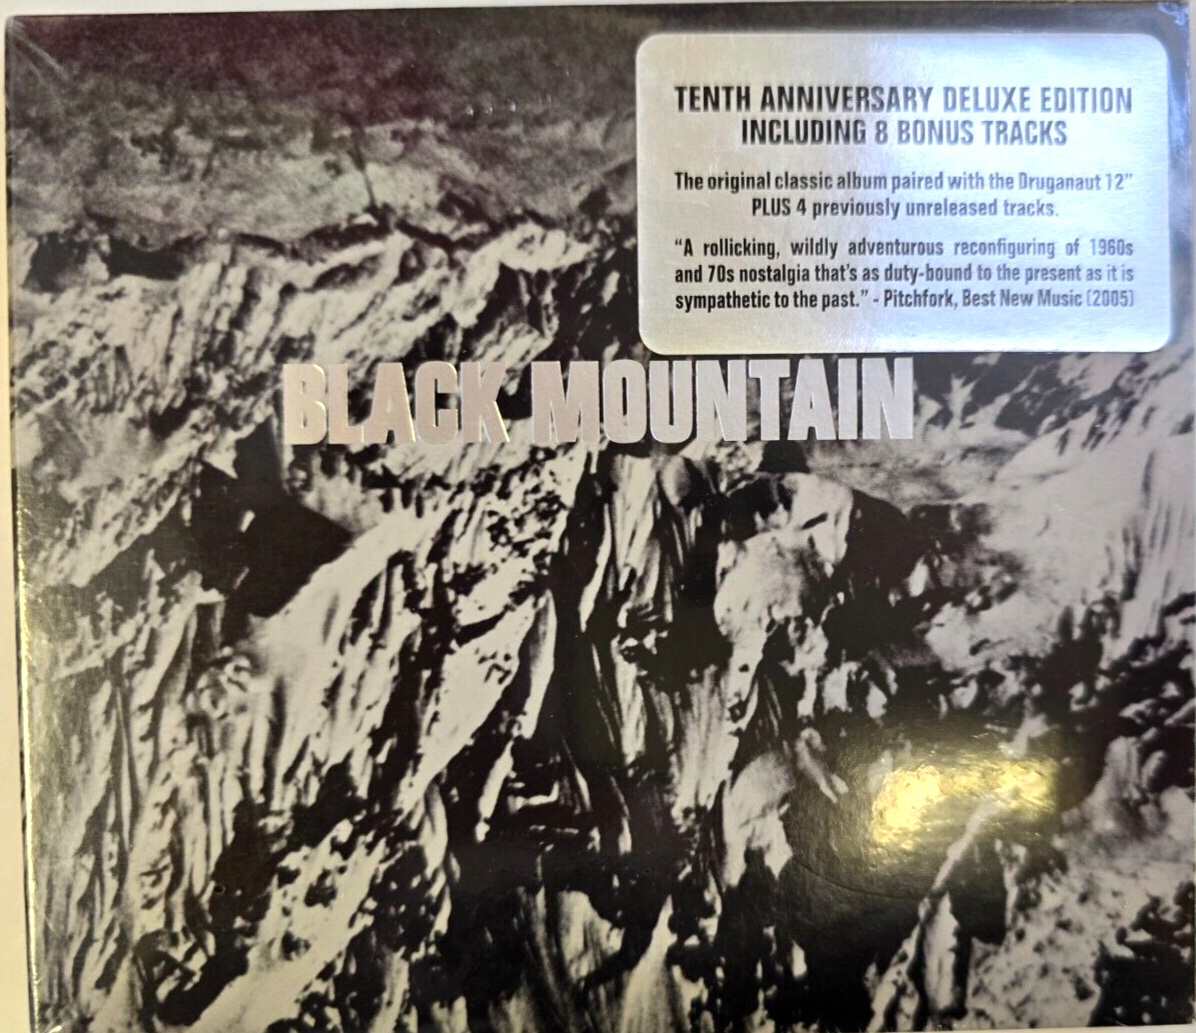 TENTH ANNIVERSARY DELUXE EDITION
INCLUDING 8 BONUS TRACKS
The original classic album paired with the Druganaut 12”
PLUS 4 previously unreleased tracks.
“A rollicking, wildly adventurous reconfiguring of 1960s
and 70s nostalgia that’s as duty-bound to the present as it is
sympathetic to the past.” - Pitchfork, Best New Music (2005)
BLACK MOUNTAIN